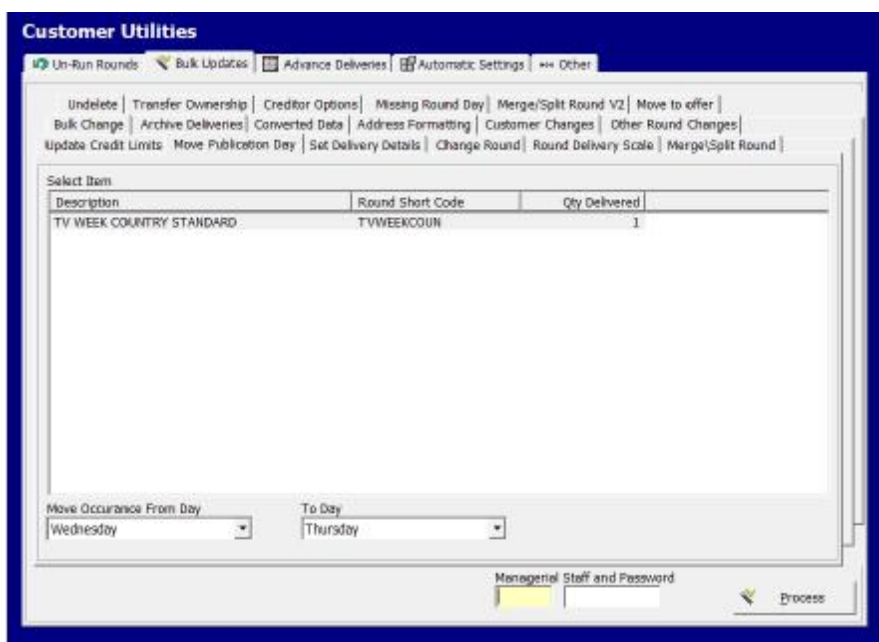 Customer Utilities
Un-Run Rounds Bulk Updates Advance Deliveries Automatic Settings Other
Undelete Transfer Ownership Creditor Options Missing Round Day Merge/Split Round V2 Move to offer
Bulk Change Archive Deliveries Converted Data Address Formatting Customer Changes Other Round Changes
Update Credit Limits Move Publication Day Set Delivery Details Change Round Round Delivery Scale Merge\Split Round
Select Item
Description Round Short Code Qty Delivered
TV WEEK COUNTRY STANDARD TVWEEKCOUN 1
Move Occurance From Day To Day
Wednesday Thursday
Managerial Staff and Password
Process